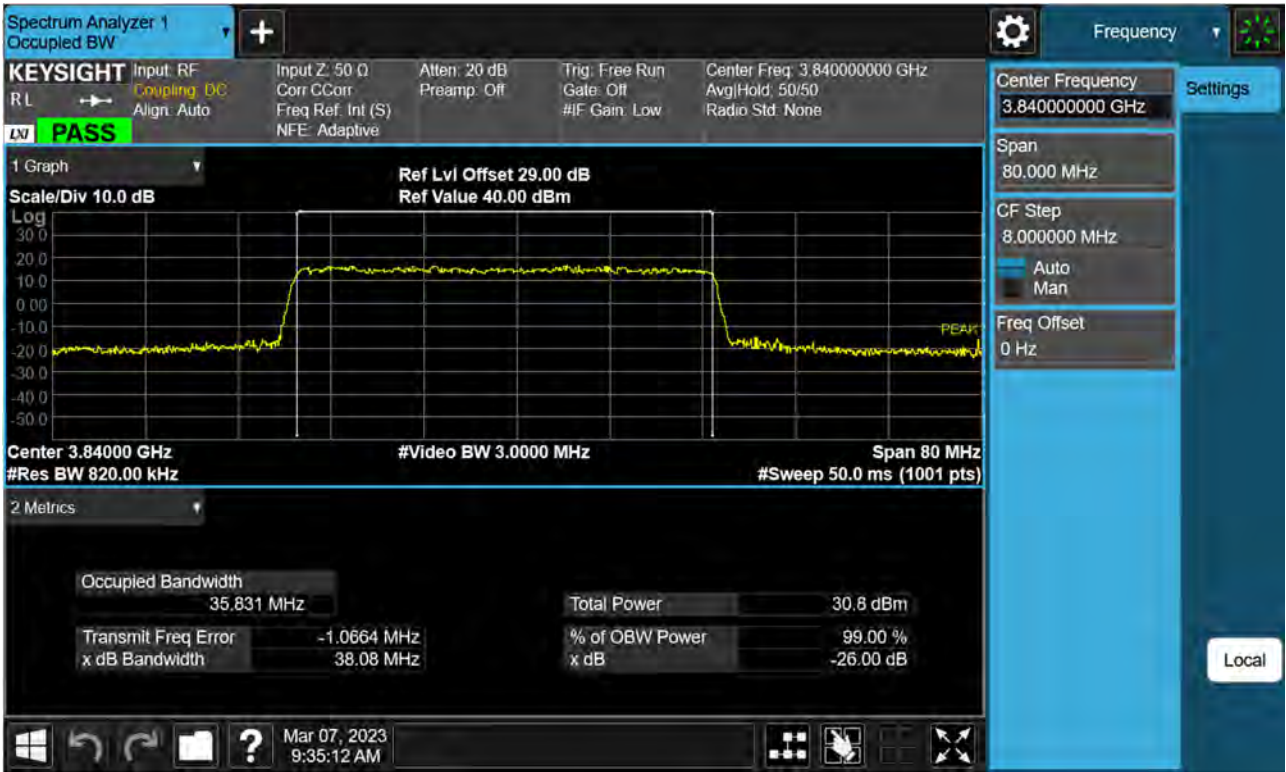 Spectrum Analyzer 1
Occupied BW
+
Frequency
KEYSIGHT
R L
LXI
PASS
Input: RF
Coupling: DC
Align: Auto
Input Z: 50 Ω
Corr CCorr
Freq Ref: Int (S)
NFE: Adaptive
Atten: 20 dB
Preamp: Off
Trig: Free Run
Gate: Off
#IF Gain: Low
Center Freq: 3.840000000 GHz
Avg|Hold: 50/50
Radio Std: None
Center Frequency
3.840000000 GHz
Settings
Span
80.000 MHz
CF Step
8.000000 MHz
Auto
Man
Freq Offset
0 Hz
Local
1 Graph
Scale/Div 10.0 dB
Ref Lvl Offset 29.00 dB
Ref Value 40.00 dBm
Log
30.0
20.0
10.0
0.00
-10.0
-20.0
-30.0
-40.0
-50.0
PEAK
Center 3.84000 GHz
#Video BW 3.0000 MHz
Span 80 MHz
#Res BW 820.00 kHz
#Sweep 50.0 ms (1001 pts)
2 Metrics
Occupied Bandwidth
35.831 MHz
Total Power 30.8 dBm
Transmit Freq Error -1.0664 MHz
% of OBW Power 99.00 %
x dB Bandwidth 38.08 MHz
x dB -26.00 dB
?
Mar 07, 2023
9:35:12 AM